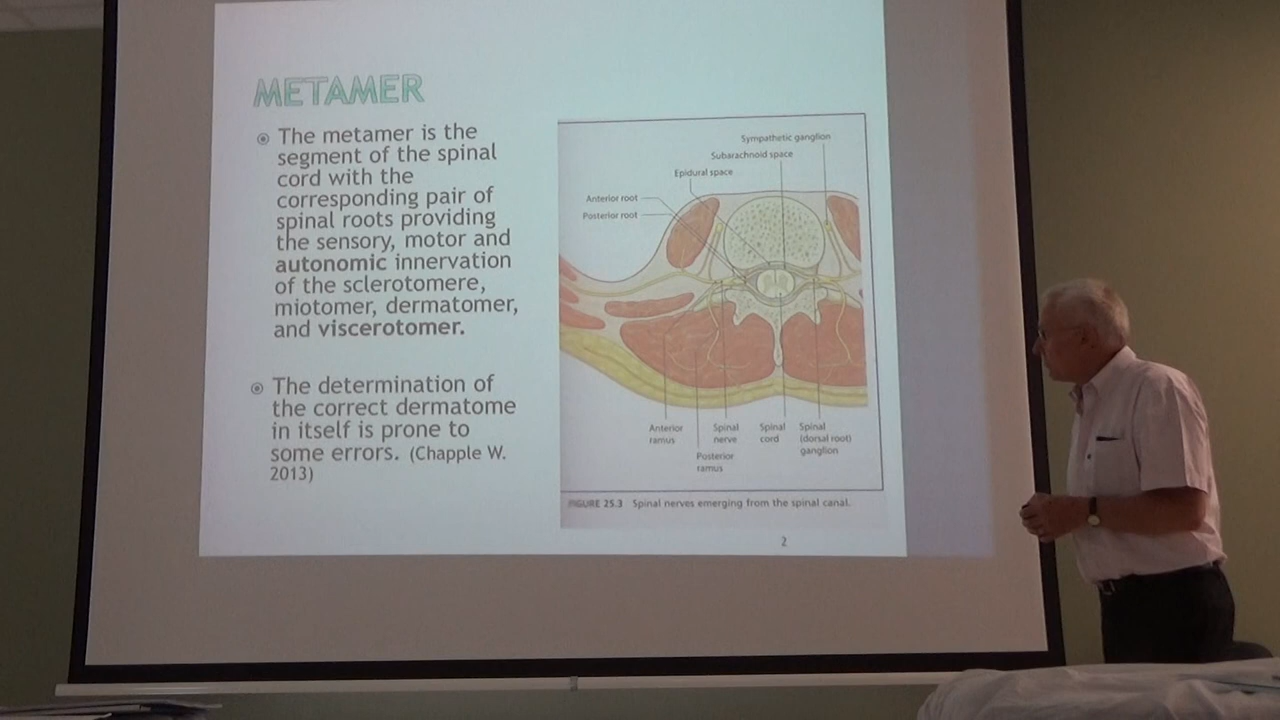 METAMER
The metamer is the
segment of the spinal
cord with the
corresponding pair of
spinal roots providing
the sensory, motor and
autonomic innervation
of the sclerotomere,
miotomer, dermatomer,
and viscerotomer.
The determination of
the correct dermatome
in itself is prone to
some errors. (Chapple W.
2013)
Sympathetic ganglion
Subarachnoid space
Epidural space
Anterior root
Posterior root
Anterior
ramus
Posterior
ramus
Spinal
nerve
Spinal
cord
Spinal
(dorsal root)
ganglion
FIGURE 25.3 Spinal nerves emerging from the spinal canal.
2